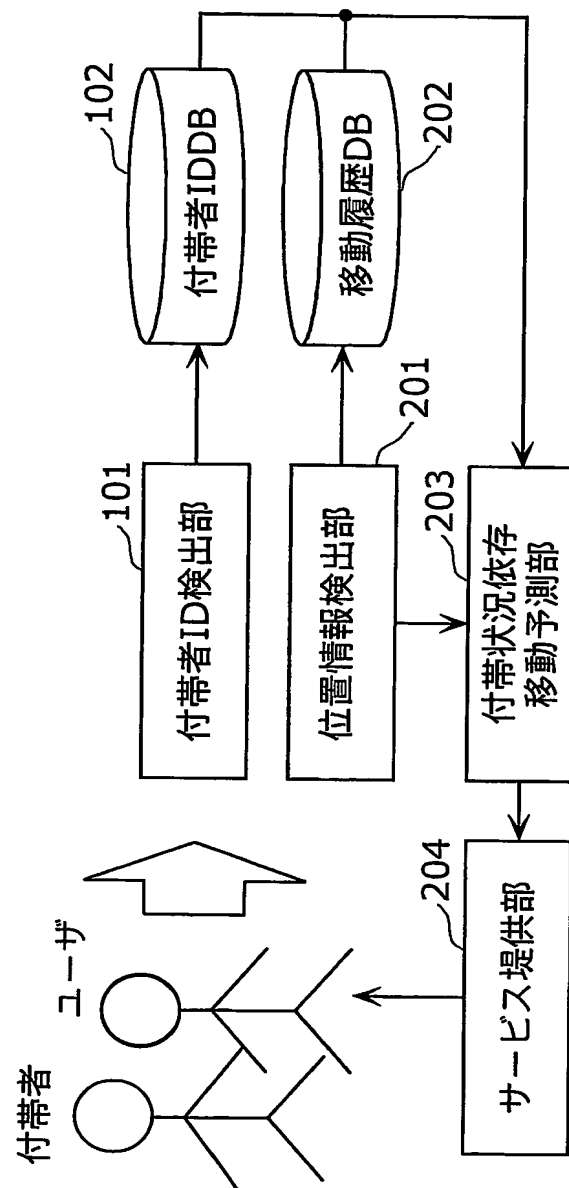 付帯者
ユーザ
101
付帯者ID検出部
102
付帯者IDDB
201
位置情報検出部
202
移動履歴DB
203
付帯状況依存
移動予測部
204
サービス堤供部